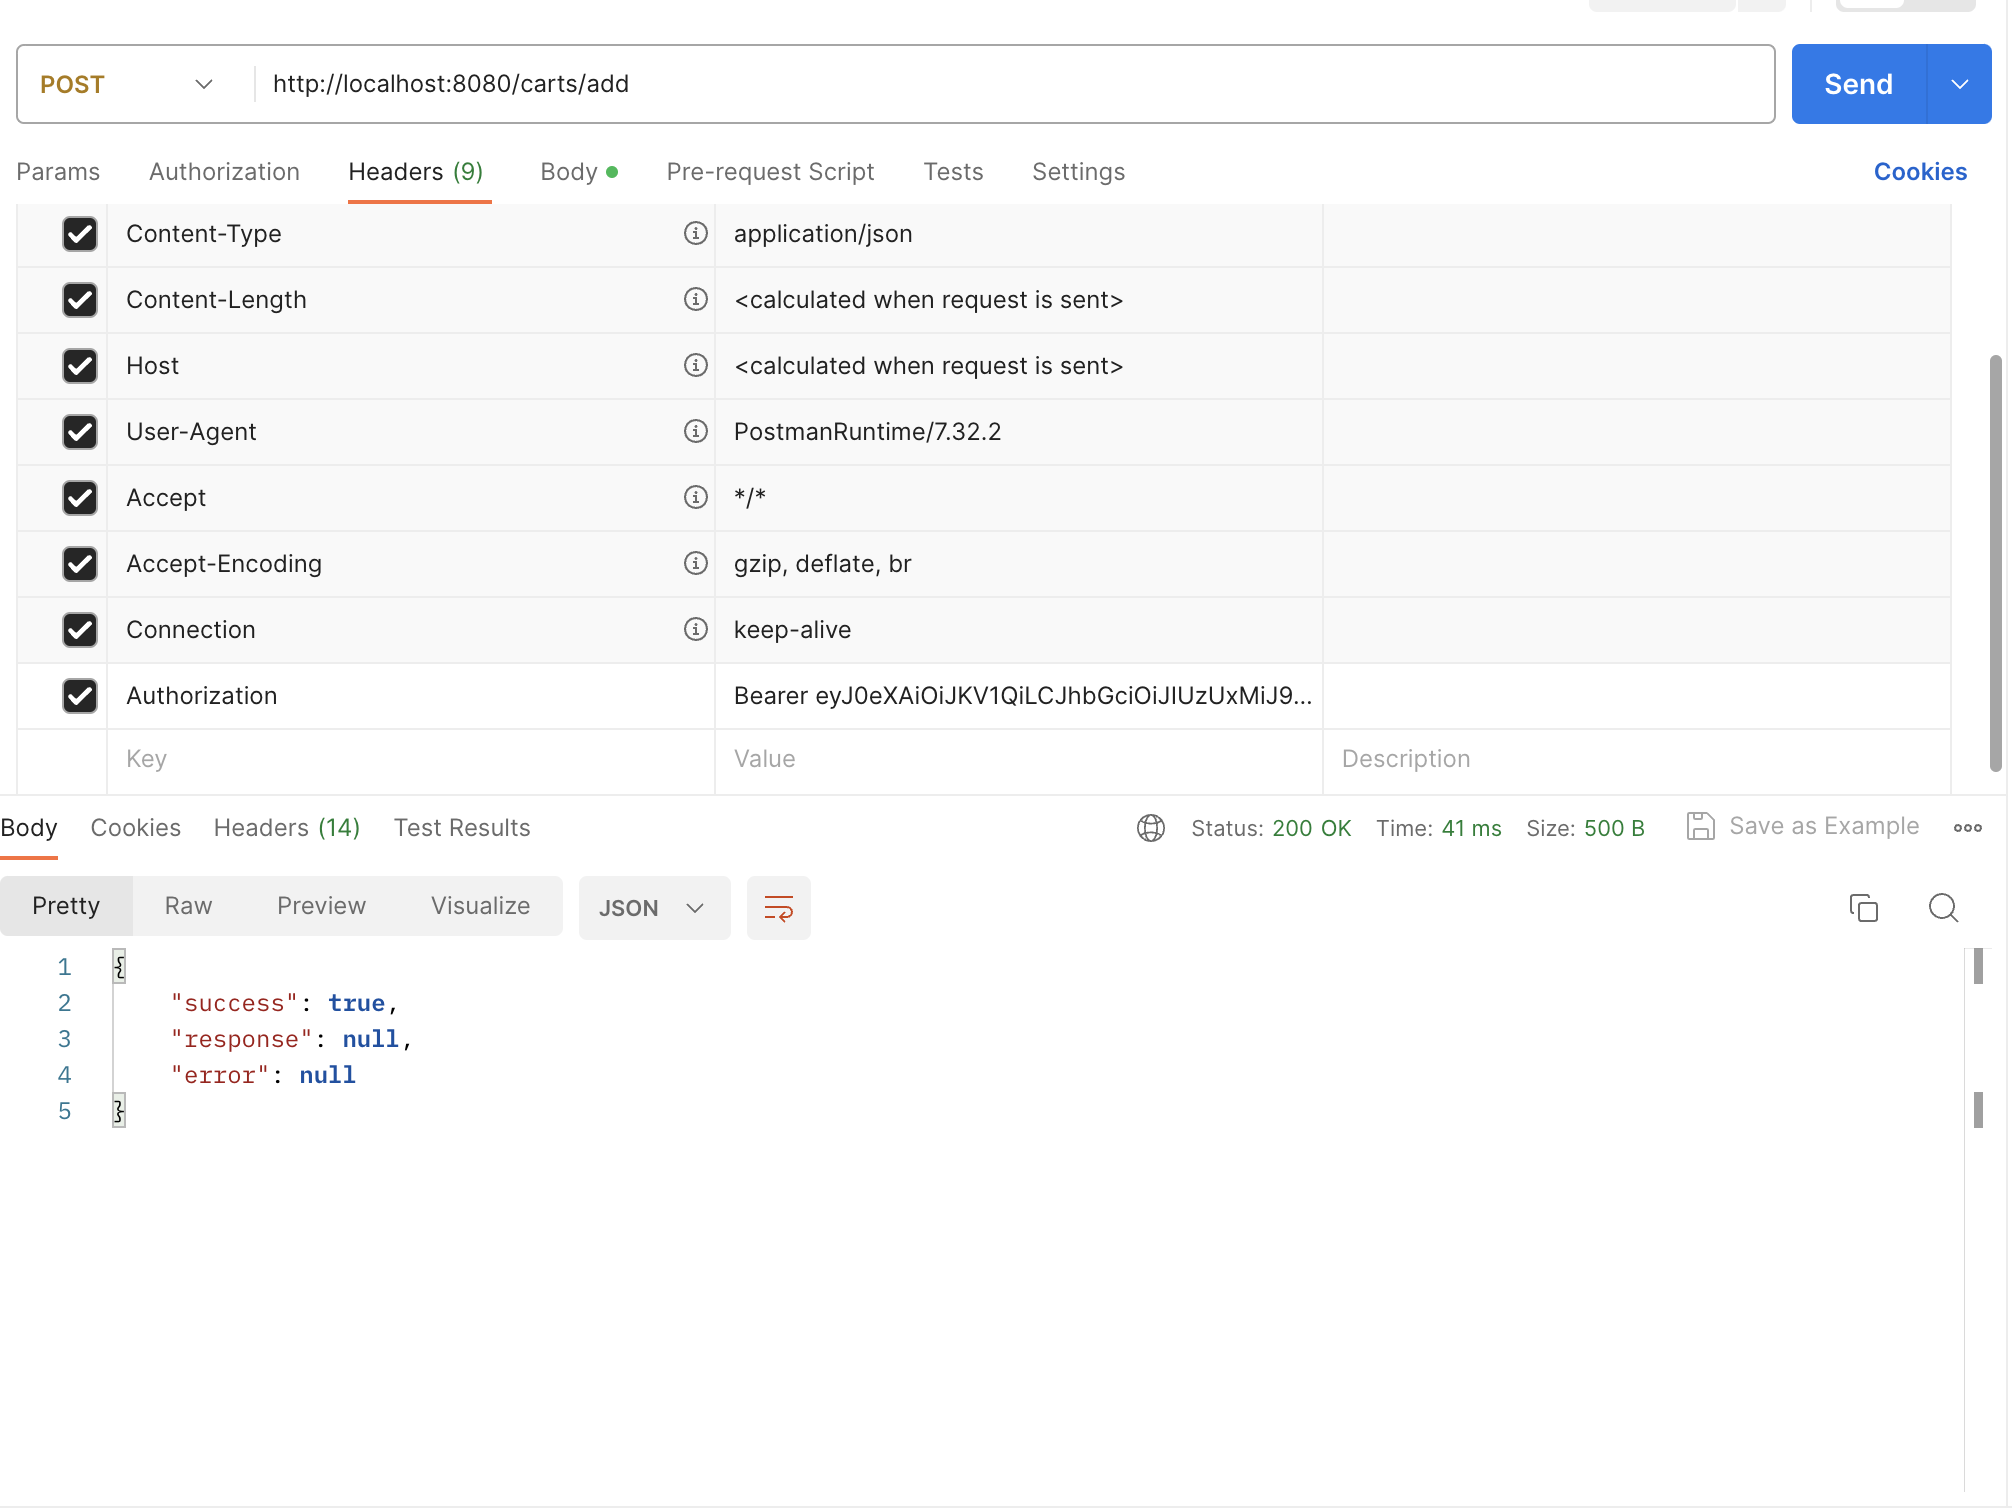 POST http://localhost:8080/carts/add Send
Params Authorization Headers (9) Body Pre-request Script Tests Settings Cookies
Content-Type application/json
Content-Length <calculated when request is sent>
Host <calculated when request is sent>
User-Agent PostmanRuntime/7.32.2
Accept */*
Accept-Encoding gzip, deflate, br
Connection keep-alive
Authorization Bearer eyJ0eXAiOiJKV1QiLCJhbGciOiJIUzUxMiJ9...
Key Value Description
Body Cookies Headers (14) Test Results Status: 200 OK Time: 41 ms Size: 500 B Save as Example
Pretty Raw Preview Visualize JSON
1 {
2 "success": true,
3 "response": null,
4 "error": null
5 }